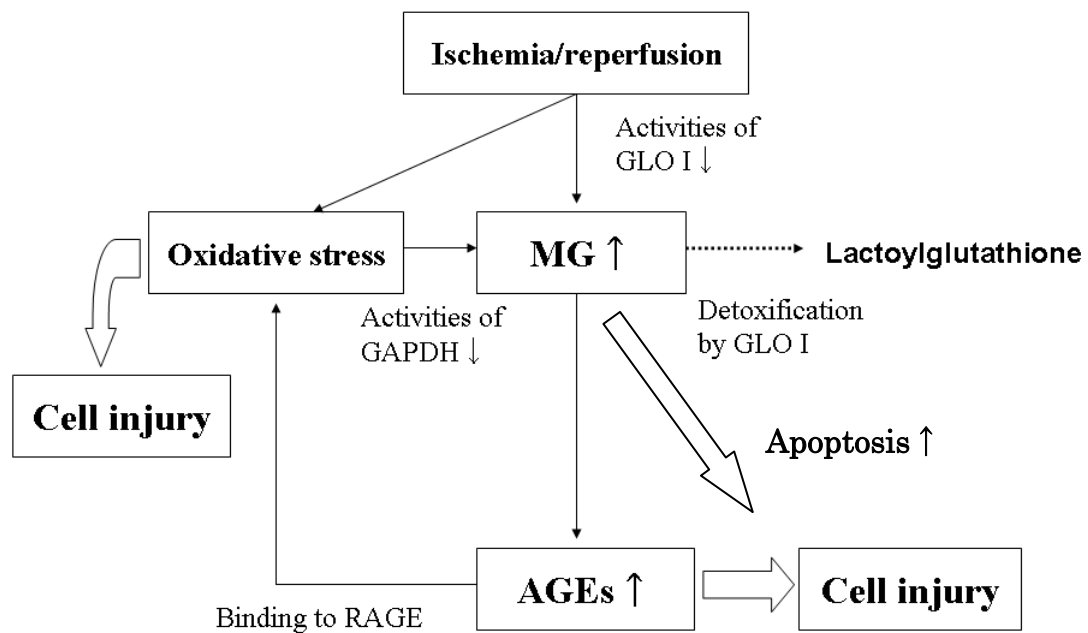 Ischemia/reperfusion
Activities of
GLO I ↓
Oxidative stress
MG ↑
Lactoylglutathione
Activities of
GAPDH ↓
Detoxification
by GLO I
Cell injury
Apoptosis ↑
AGEs ↑
Cell injury
Binding to RAGE